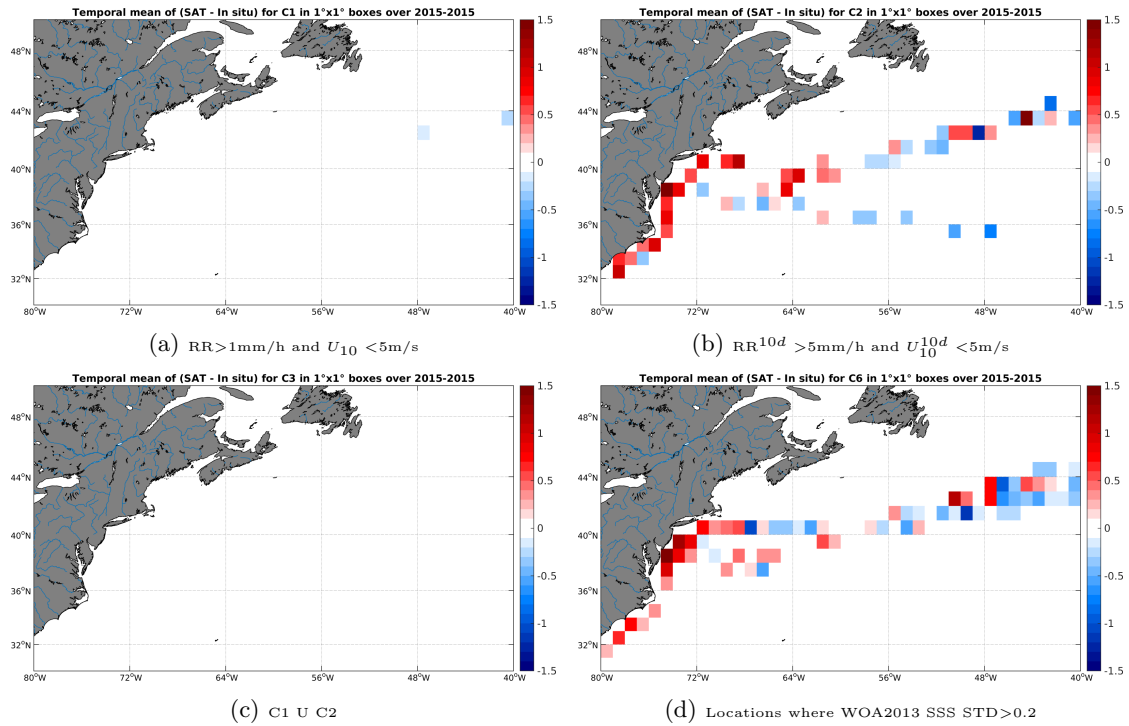 Temporal mean of (SAT - In situ) for C1 in 1°x1° boxes over 2015-2015
48°N
44°N
40°N
36°N
32°N
80°W 72°W 64°W 56°W 48°W 40°W
1.5
1
0.5
0
-0.5
-1
-1.5
(a) RR>1mm/h and U10 <5m/s
Temporal mean of (SAT - In situ) for C2 in 1°x1° boxes over 2015-2015
48°N
44°N
40°N
36°N
32°N
80°W 72°W 64°W 56°W 48°W 40°W
1.5
1
0.5
0
-0.5
-1
-1.5
(b) RR^10d >5mm/h and U10^10d <5m/s
Temporal mean of (SAT - In situ) for C3 in 1°x1° boxes over 2015-2015
48°N
44°N
40°N
36°N
32°N
80°W 72°W 64°W 56°W 48°W 40°W
1.5
1
0.5
0
-0.5
-1
-1.5
(c) C1 U C2
Temporal mean of (SAT - In situ) for C6 in 1°x1° boxes over 2015-2015
48°N
44°N
40°N
36°N
32°N
80°W 72°W 64°W 56°W 48°W 40°W
1.5
1
0.5
0
-0.5
-1
-1.5
(d) Locations where WOA2013 SSS STD>0.2